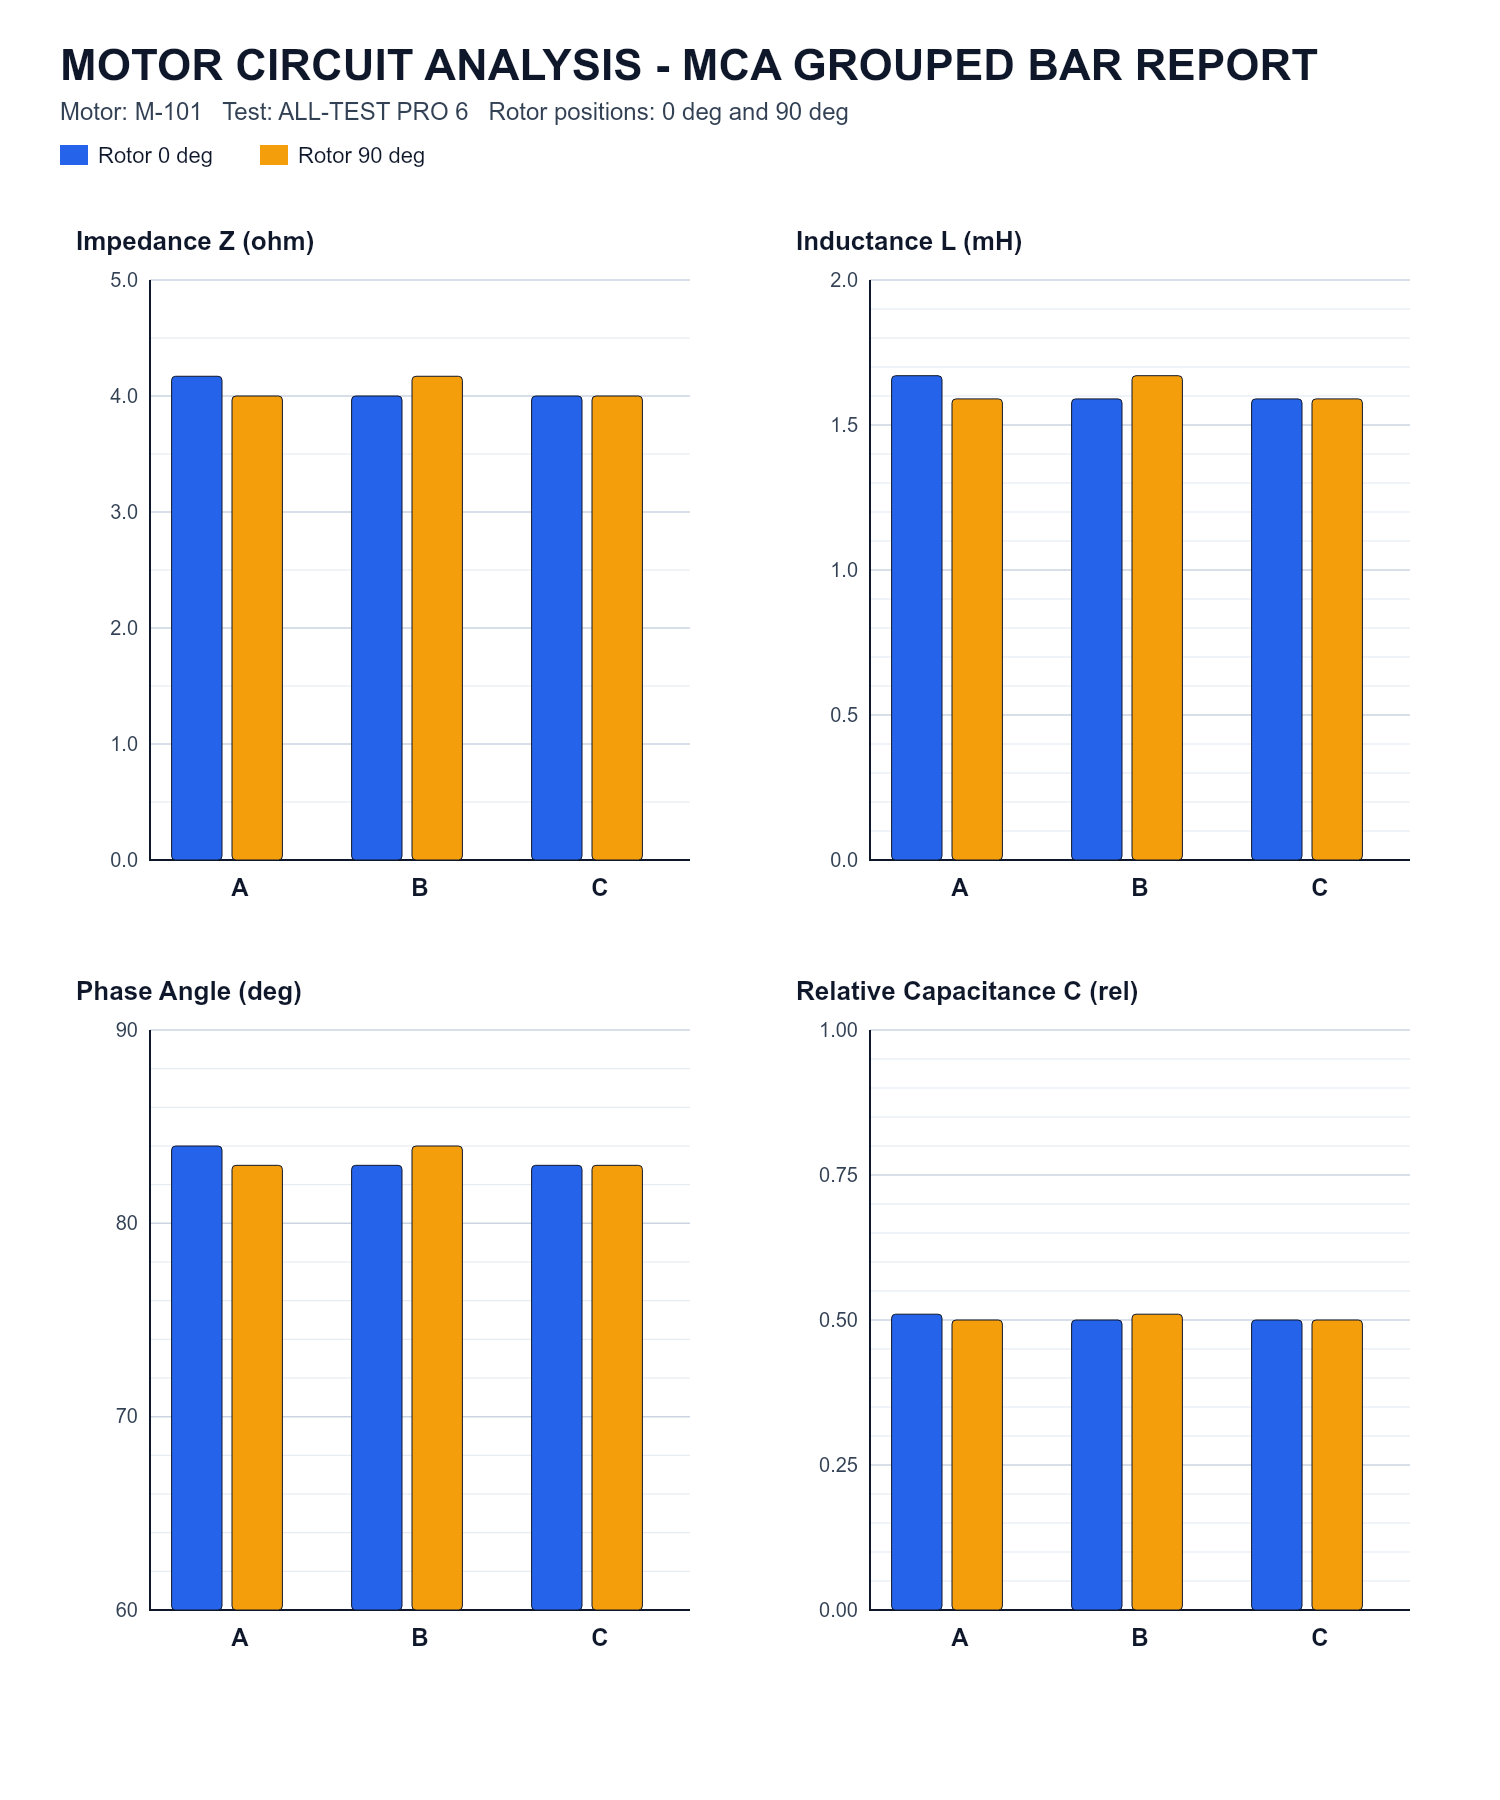 MOTOR CIRCUIT ANALYSIS - MCA GROUPED BAR REPORT
Motor: M-101 Test: ALL-TEST PRO 6 Rotor positions: 0 deg and 90 deg
Rotor 0 deg Rotor 90 deg
Impedance Z (ohm)
5.0
4.0
3.0
2.0
1.0
0.0
A B C
Inductance L (mH)
2.0
1.5
1.0
0.5
0.0
A B C
Phase Angle (deg)
90
80
70
60
A B C
Relative Capacitance C (rel)
1.00
0.75
0.50
0.25
0.00
A B C